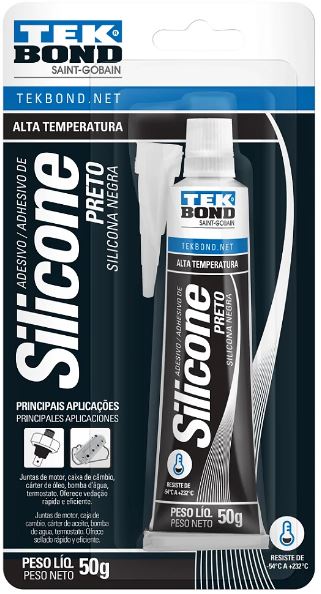 TEK®
BOND
SAINT-GOBAIN
TEKBOND.NET
ALTA TEMPERATURA
ADESIVO / ADHESIVO DE
Silicone
PRETO
SILICONA NEGRA
PRINCIPAIS APLICAÇÕES
PRINCIPALES APLICACIONES
Juntas de motor, caixa de câmbio,
cárter de óleo, bomba d'água,
termostato. Oferece vedação
rápida e eficiente.
Juntas de motor, caja de
cambio, cárter de aceite, bomba
de agua, termostato. Ofrece
sellado rápido y eficiente.
PESO LÍQ.
PESO NETO
50g
TEK®
BOND
SAINT-GOBAIN
TEKBOND.NET
ALTA TEMPERATURA
ADESIVO / ADHESIVO DE
Silicone
PRETO
SILICONA NEGRA
RESISTE DE
-54°C A +232°C
PESO LÍQ.
PESO NETO
50g
RESISTE DE
-54°C A +232°C